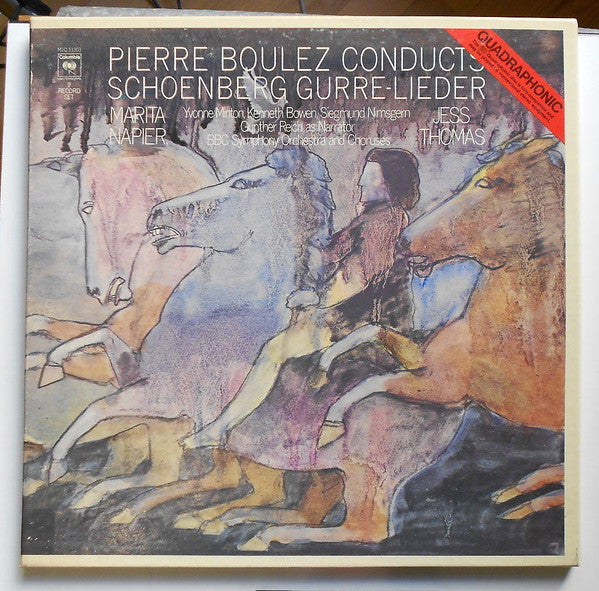 PIERRE BOULEZ CONDUCTS
SCHOENBERG GURRE-LIEDER
MARITA
NAPIER
Yvonne Minton, Kenneth Bowen, Siegmund Nimsgern
Günther Reich as Narrator
BBC Symphony Orchestra and Choruses
JESS
THOMAS
Columbia
RECORD
SET
QUADRAPHONIC